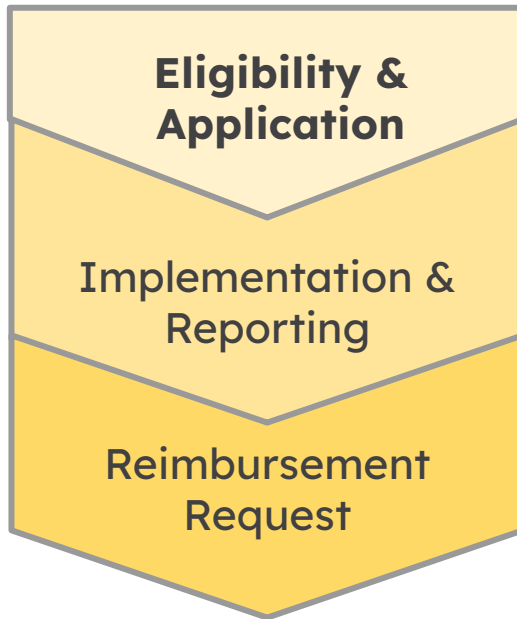 Eligibility &
Application
Implementation &
Reporting
Reimbursement
Request